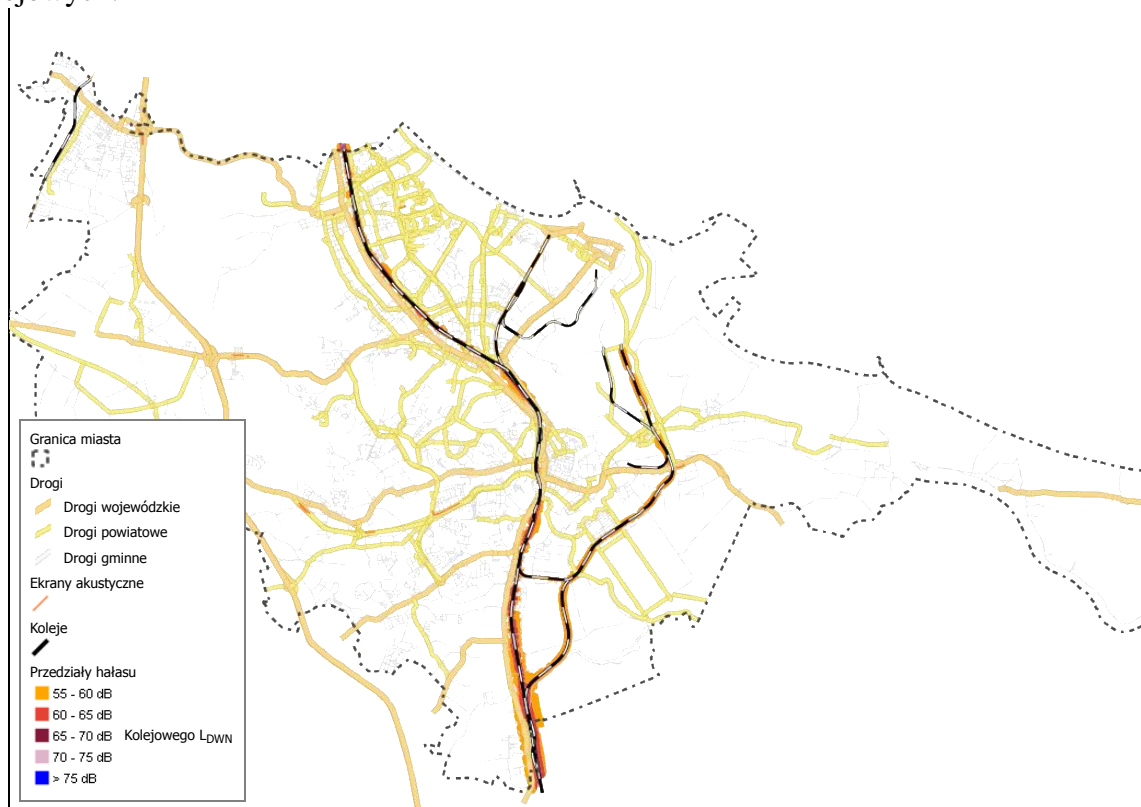 Granica miasta
Drogi
Drogi wojewódzkie
Drogi powiatowe
Drogi gminne
Ekrany akustyczne
Koleje
Przedziały hałasu
55 - 60 dB
60 - 65 dB
65 - 70 dB Kolejowego LDWN
70 - 75 dB
> 75 dB